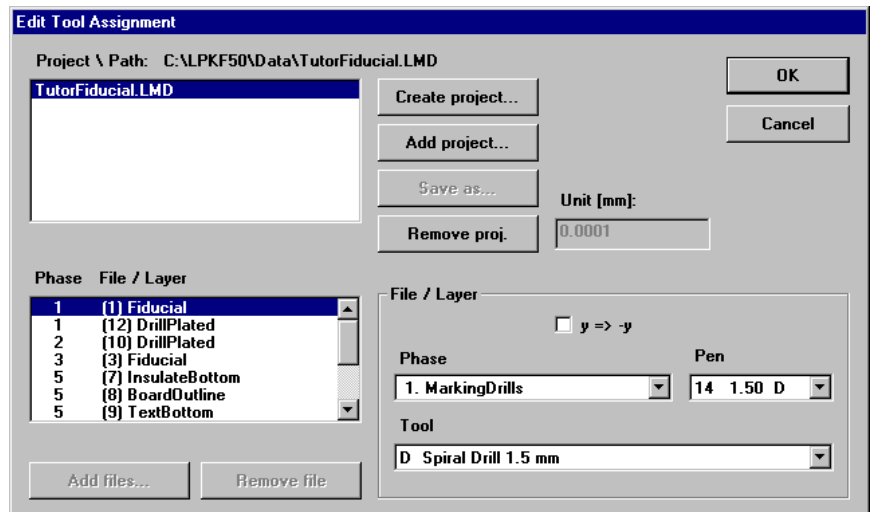 Edit Tool Assignment
Project \ Path: C:\LPKF50\Data\TutorFiducial.LMD
TutorFiducial.LMD
Create project...
Add project...
Save as...
Remove proj.
OK
Cancel
Unit [mm]:
0.0001
Phase File / Layer
1 (1) Fiducial
1 (12) DrillPlated
2 (10) DrillPlated
3 (3) Fiducial
5 (7) InsulateBottom
5 (8) BoardOutline
5 (9) TextBottom
Add files...
Remove file
File / Layer
y => -y
Phase
Pen
1. MarkingDrills
14 1.50 D
Tool
D Spiral Drill 1.5 mm